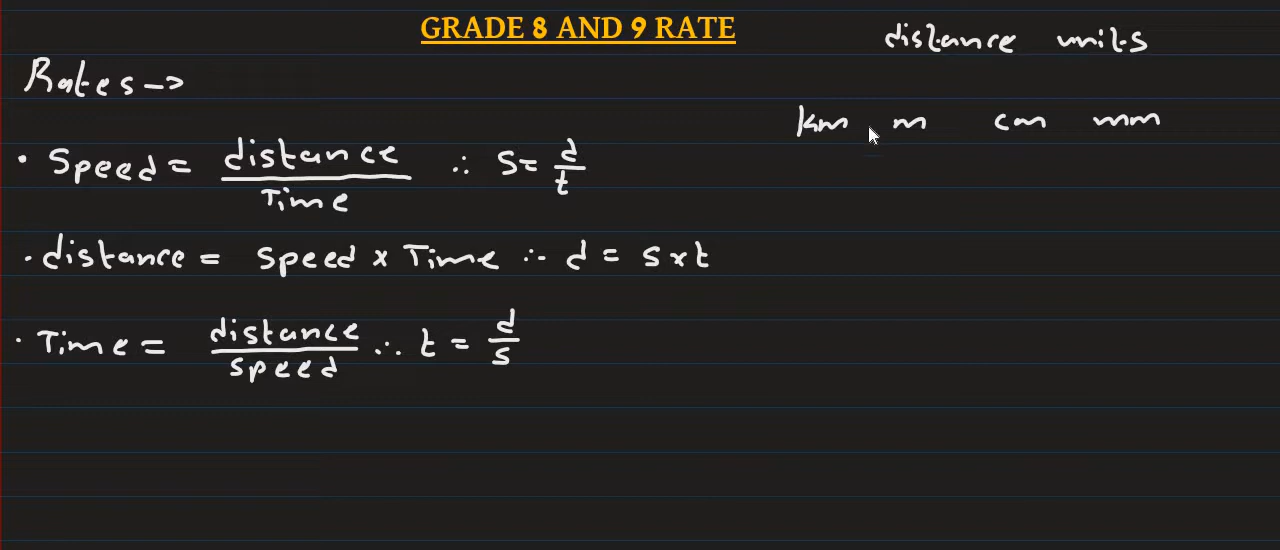 GRADE 8 AND 9 RATE
distance units
Rates ->
km m cm mm
• Speed = distance / Time ∴ S = d / t
• distance = speed x Time ∴ d = s x t
• Time = distance / speed ∴ t = d / s